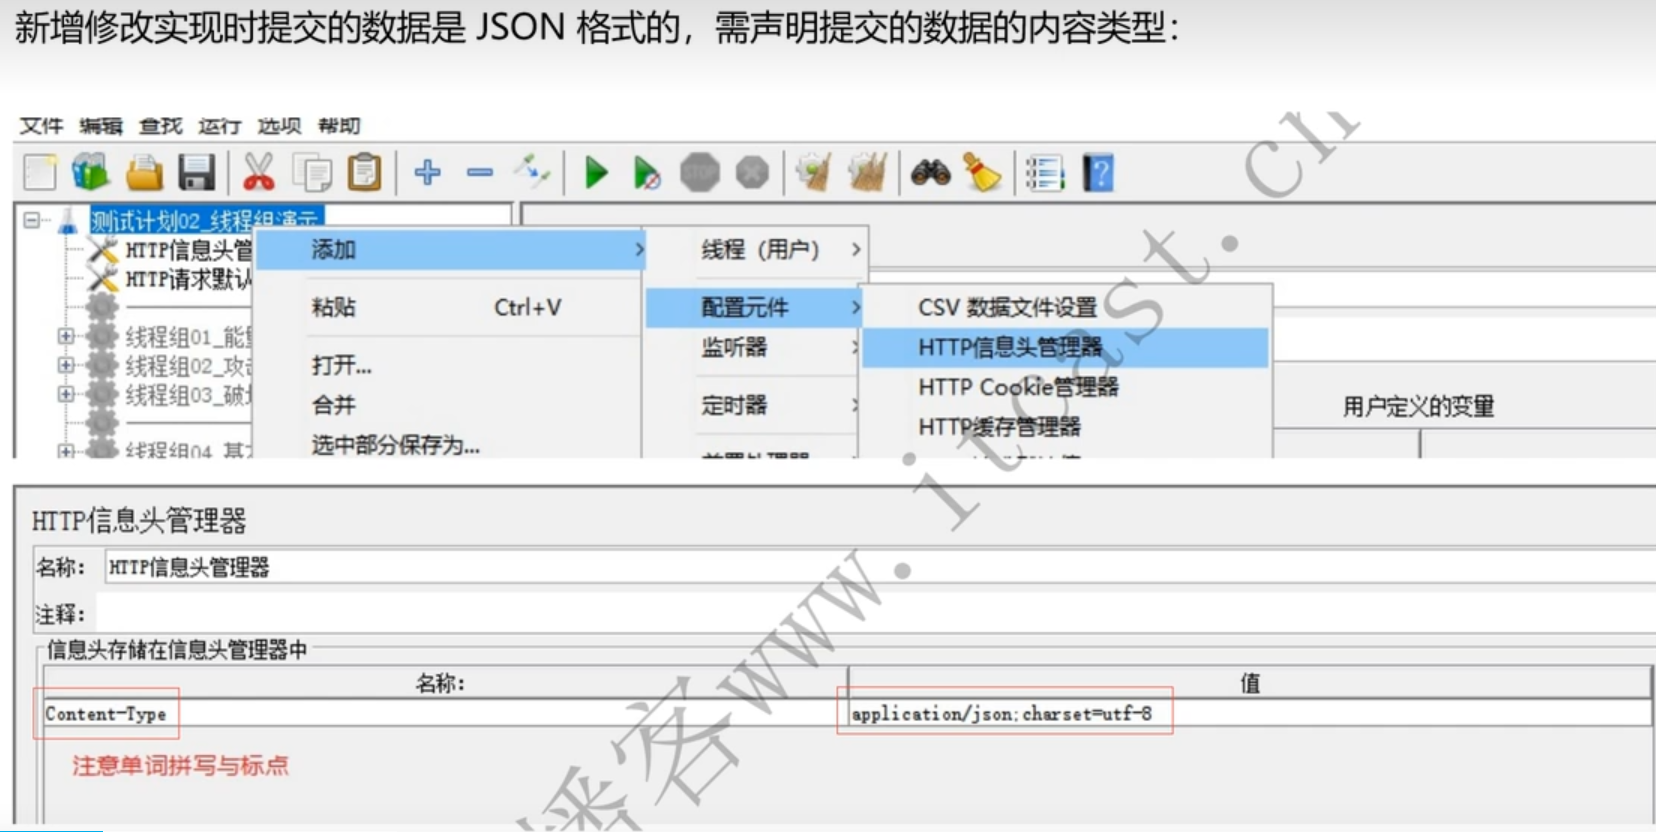 新增修改实现时提交的数据是 JSON 格式的，需声明提交的数据的内容类型：
文件 编辑 查找 运行 选项 帮助
测试计划02_线程组演示
HTTP信息头管
HTTP请求默认
线程组01_能
线程组02_攻
线程组03_破
线程组04_基
添加
粘贴 Ctrl+V
打开...
合并
选中部分保存为...
线程（用户）
配置元件
监听器
定时器
前置处理器
CSV 数据文件设置
HTTP信息头管理器
HTTP Cookie管理器
HTTP缓存管理器
用户定义的变量
HTTP信息头管理器
名称： HTTP信息头管理器
注释：
信息头存储在信息头管理器中
名称： 值
Content-Type application/json;charset=utf-8
注意单词拼写与标点
播客www.itcast.cn